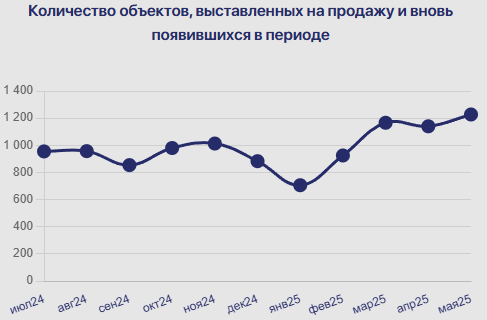 Количество объектов, выставленных на продажу и вновь
появившихся в периоде
1 400
1 200
1 000
800
600
400
200
0
июл24 авг24 сен24 окт24 ноя24 дек24 янв25 фев25 мар25 апр25 мая25